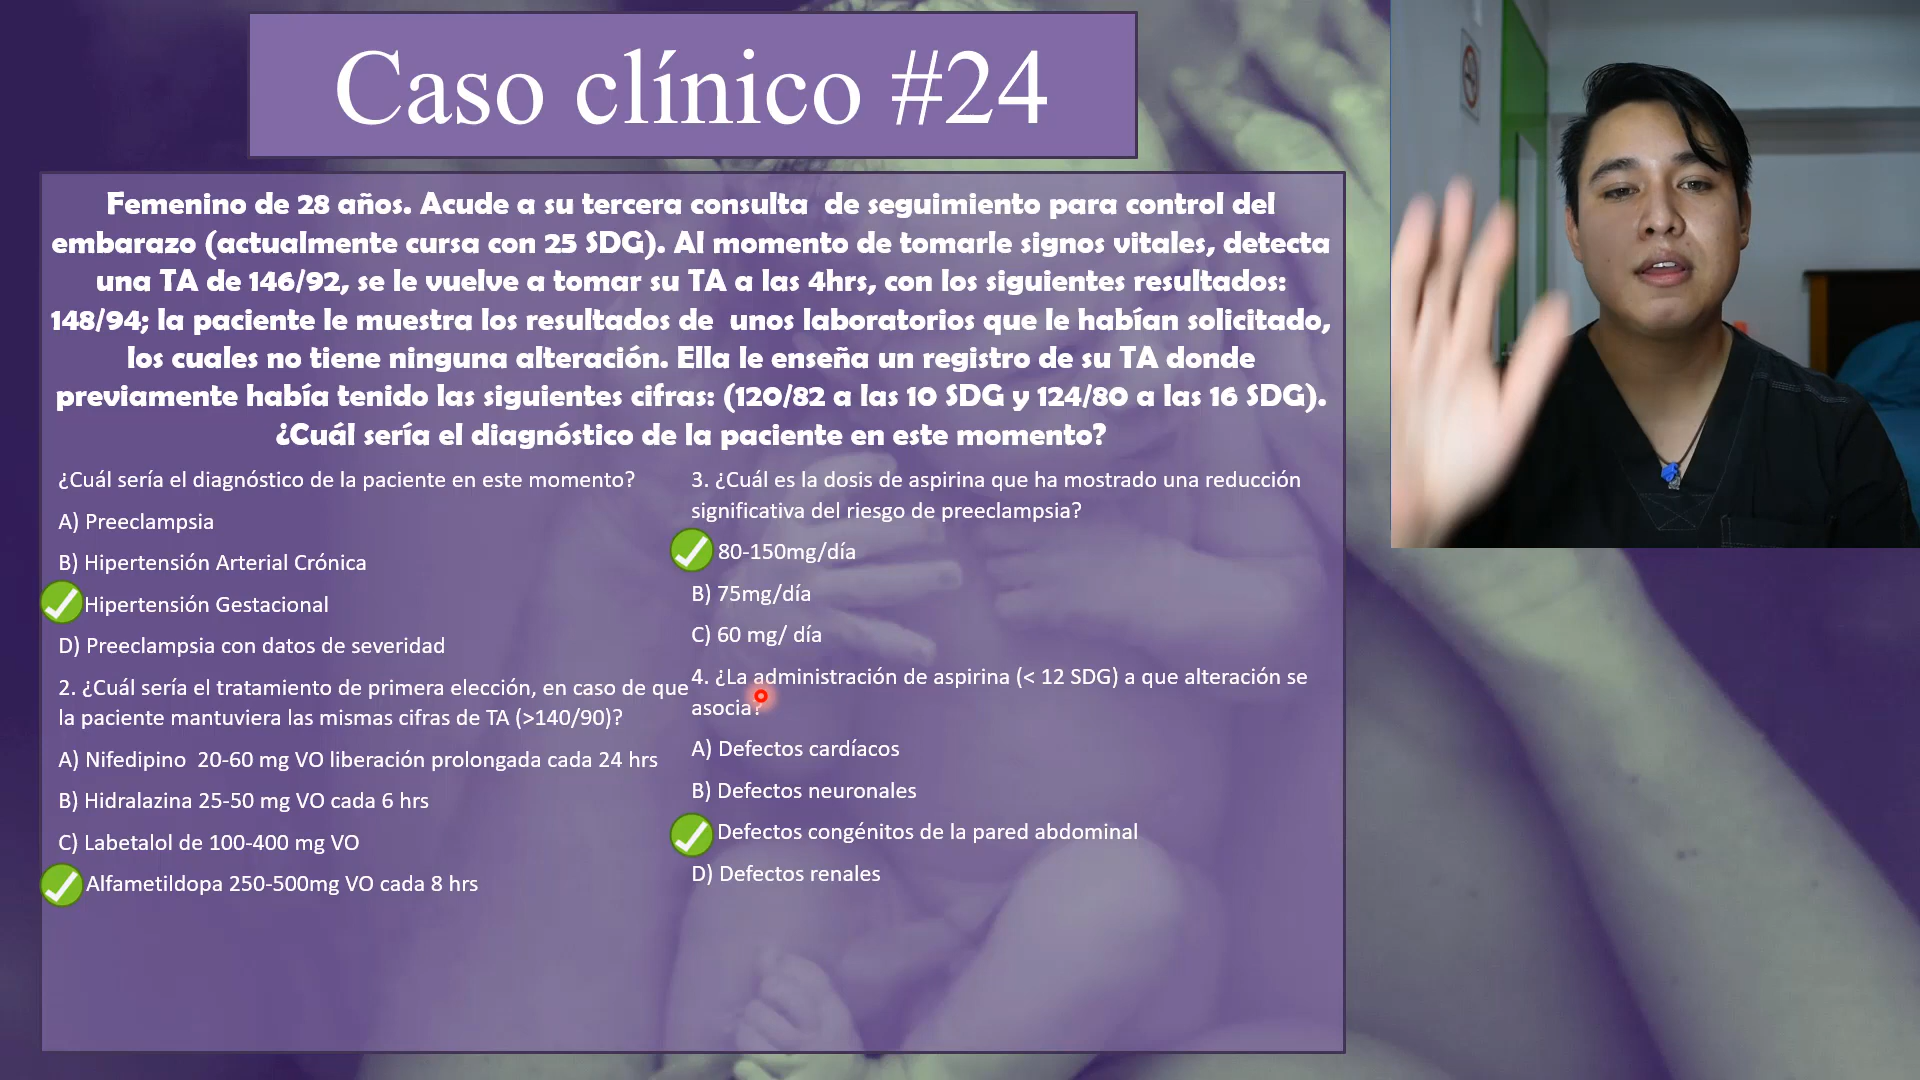 Caso clínico #24
Femenino de 28 años. Acude a su tercera consulta de seguimiento para control del
embarazo (actualmente cursa con 25 SDG). Al momento de tomarle signos vitales, detecta
una TA de 146/92, se le vuelve a tomar su TA a las 4hrs, con los siguientes resultados:
148/94; la paciente le muestra los resultados de unos laboratorios que le habían solicitado,
los cuales no tiene ninguna alteración. Ella le enseña un registro de su TA donde
previamente había tenido las siguientes cifras: (120/82 a las 10 SDG y 124/80 a las 16 SDG).
¿Cuál sería el diagnóstico de la paciente en este momento?
¿Cuál sería el diagnóstico de la paciente en este momento?
A) Preeclampsia
B) Hipertensión Arterial Crónica
Hipertensión Gestacional
D) Preeclampsia con datos de severidad
2. ¿Cuál sería el tratamiento de primera elección, en caso de que
la paciente mantuviera las mismas cifras de TA (>140/90)?
A) Nifedipino 20-60 mg VO liberación prolongada cada 24 hrs
B) Hidralazina 25-50 mg VO cada 6 hrs
C) Labetalol de 100-400 mg VO
Alfametildopa 250-500mg VO cada 8 hrs
3. ¿Cuál es la dosis de aspirina que ha mostrado una reducción
significativa del riesgo de preeclampsia?
80-150mg/día
B) 75mg/día
C) 60 mg/ día
4. ¿La administración de aspirina (< 12 SDG) a que alteración se
asocia?
A) Defectos cardíacos
B) Defectos neuronales
Defectos congénitos de la pared abdominal
D) Defectos renales